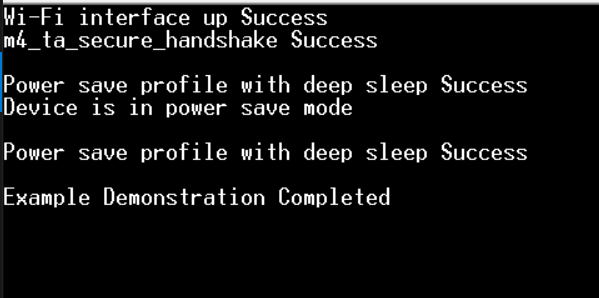 Wi-Fi interface up Success
m4_ta_secure_handshake Success
Power save profile with deep sleep Success
Device is in power save mode
Power save profile with deep sleep Success
Example Demonstration Completed